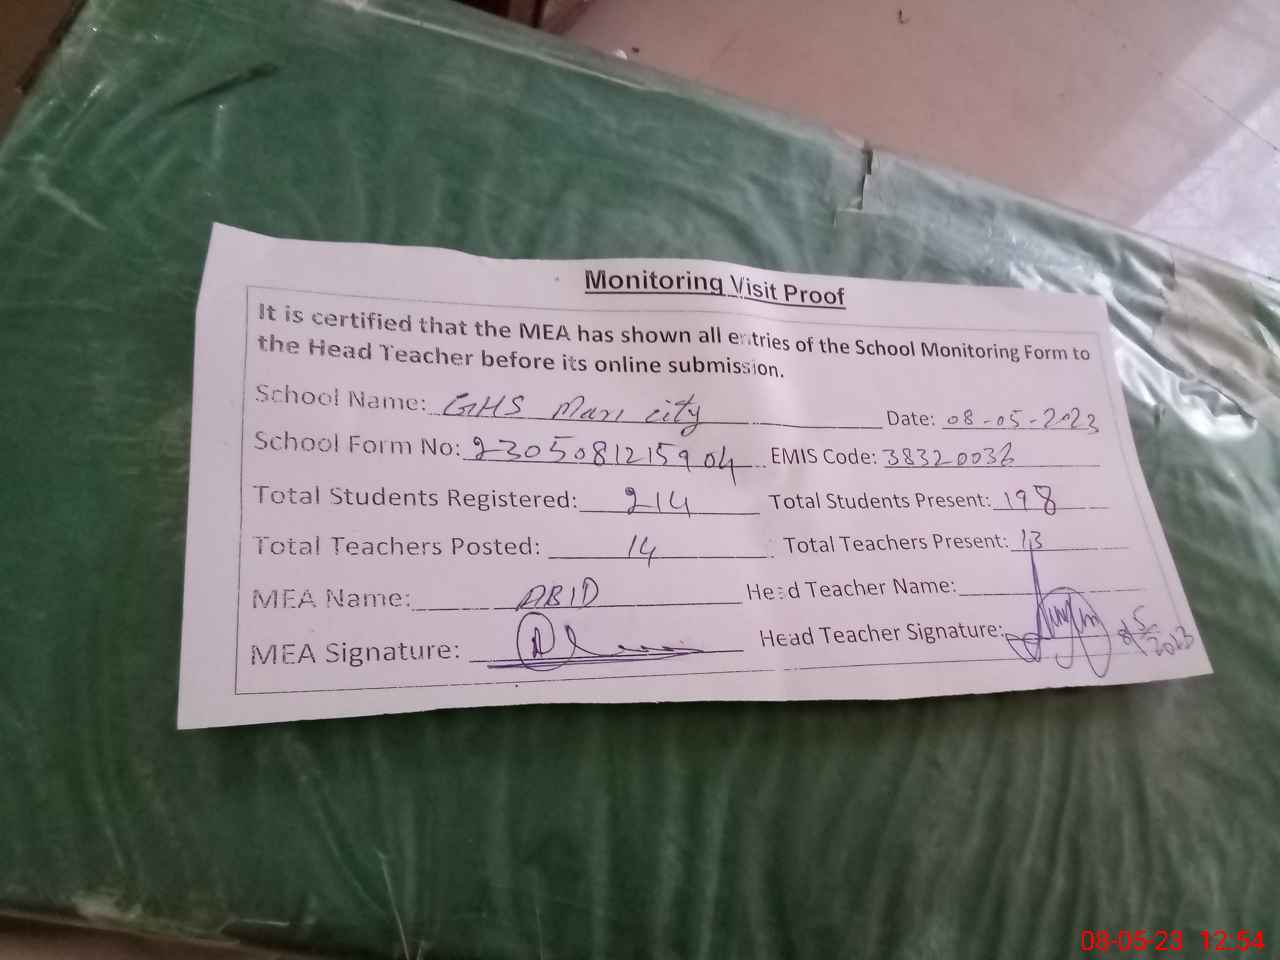 Monitoring Visit Proof
It is certified that the MEA has shown all entries of the School Monitoring Form to
the Head Teacher before its online submission.
School Name: GHS Mari city Date: 08-05-2023
School Form No: 2305081215904 EMIS Code: 38320036
Total Students Registered: 214 Total Students Present: 198
Total Teachers Posted: 14 Total Teachers Present: 13
MEA Name: ABID Head Teacher Name:
MEA Signature: Head Teacher Signature: 8/5/2023
08-05-23 12:54